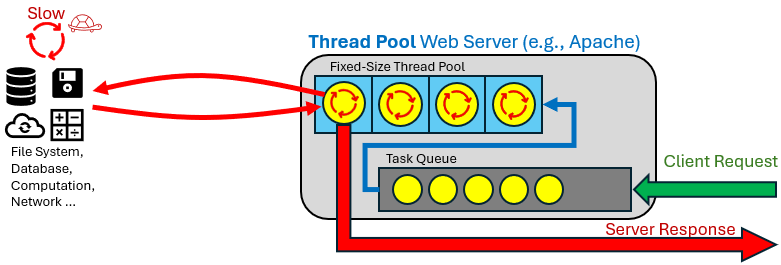 Slow
Thread Pool Web Server (e.g., Apache)
Fixed-Size Thread Pool
File System,
Database,
Computation,
Network ...
Task Queue
Client Request
Server Response